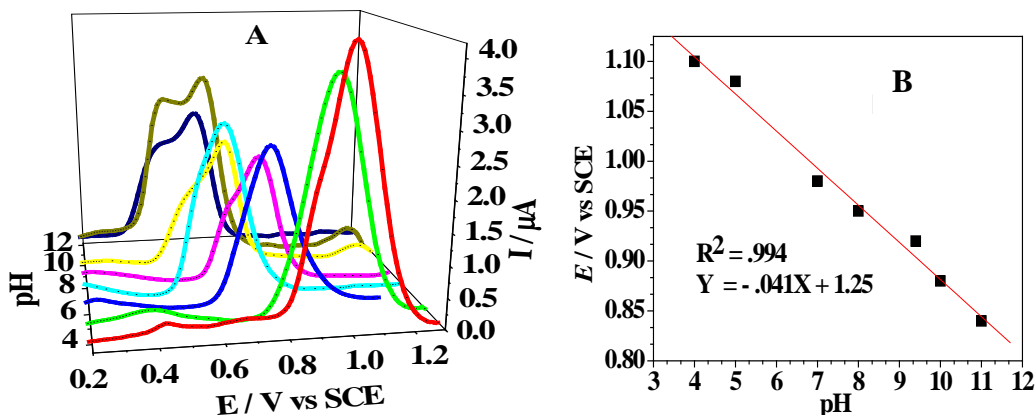 A
4.0
3.5
3.0
2.5
2.0
1.5
1.0
0.5
0.0
I / µA
12
10
8
6
4
pH
0.2 0.4 0.6 0.8 1.0 1.2
E / V vs SCE
B
1.10
1.05
1.00
0.95
0.90
0.85
0.80
E / V vs SCE
R² = .994
Y = - .041X + 1.25
3 4 5 6 7 8 9 10 11 12
pH